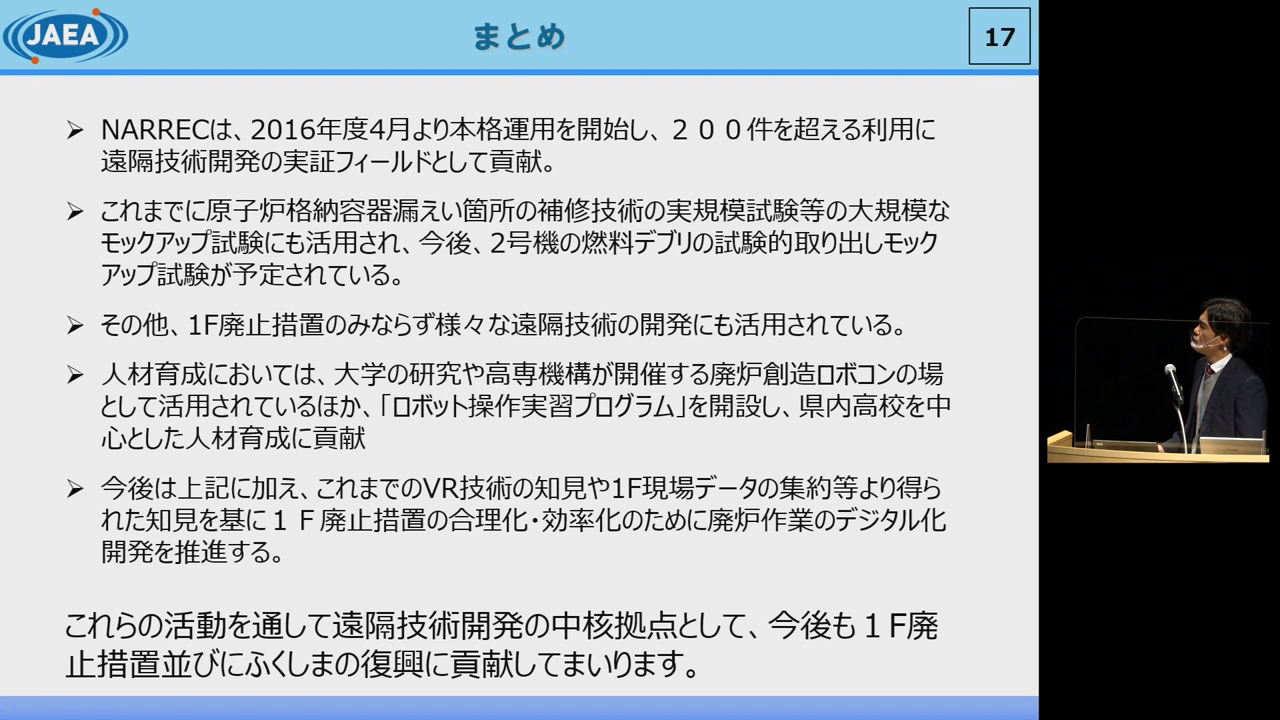 JAEA
まとめ
17
➢ NARRECは、2016年度4月より本格運用を開始し、２００件を超える利用に
遠隔技術開発の実証フィールドとして貢献。
➢ これまでに原子炉格納容器漏えい箇所の補修技術の実規模試験等の大規模な
モックアップ試験にも活用され、今後、2号機の燃料デブリの試験的取り出しモック
アップ試験が予定されている。
➢ その他、1F廃止措置のみならず様々な遠隔技術の開発にも活用されている。
➢ 人材育成においては、大学の研究や高専機構が開催する廃炉創造ロボコンの場
として活用されているほか、「ロボット操作実習プログラム」を開設し、県内高校を中
心とした人材育成に貢献
➢ 今後は上記に加え、これまでのVR技術の知見や1F現場データの集約等より得ら
れた知見を基に１Ｆ廃止措置の合理化・効率化のために廃炉作業のデジタル化
開発を推進する。
これらの活動を通して遠隔技術開発の中核拠点として、今後も１F廃
止措置並びにふくしまの復興に貢献してまいります。